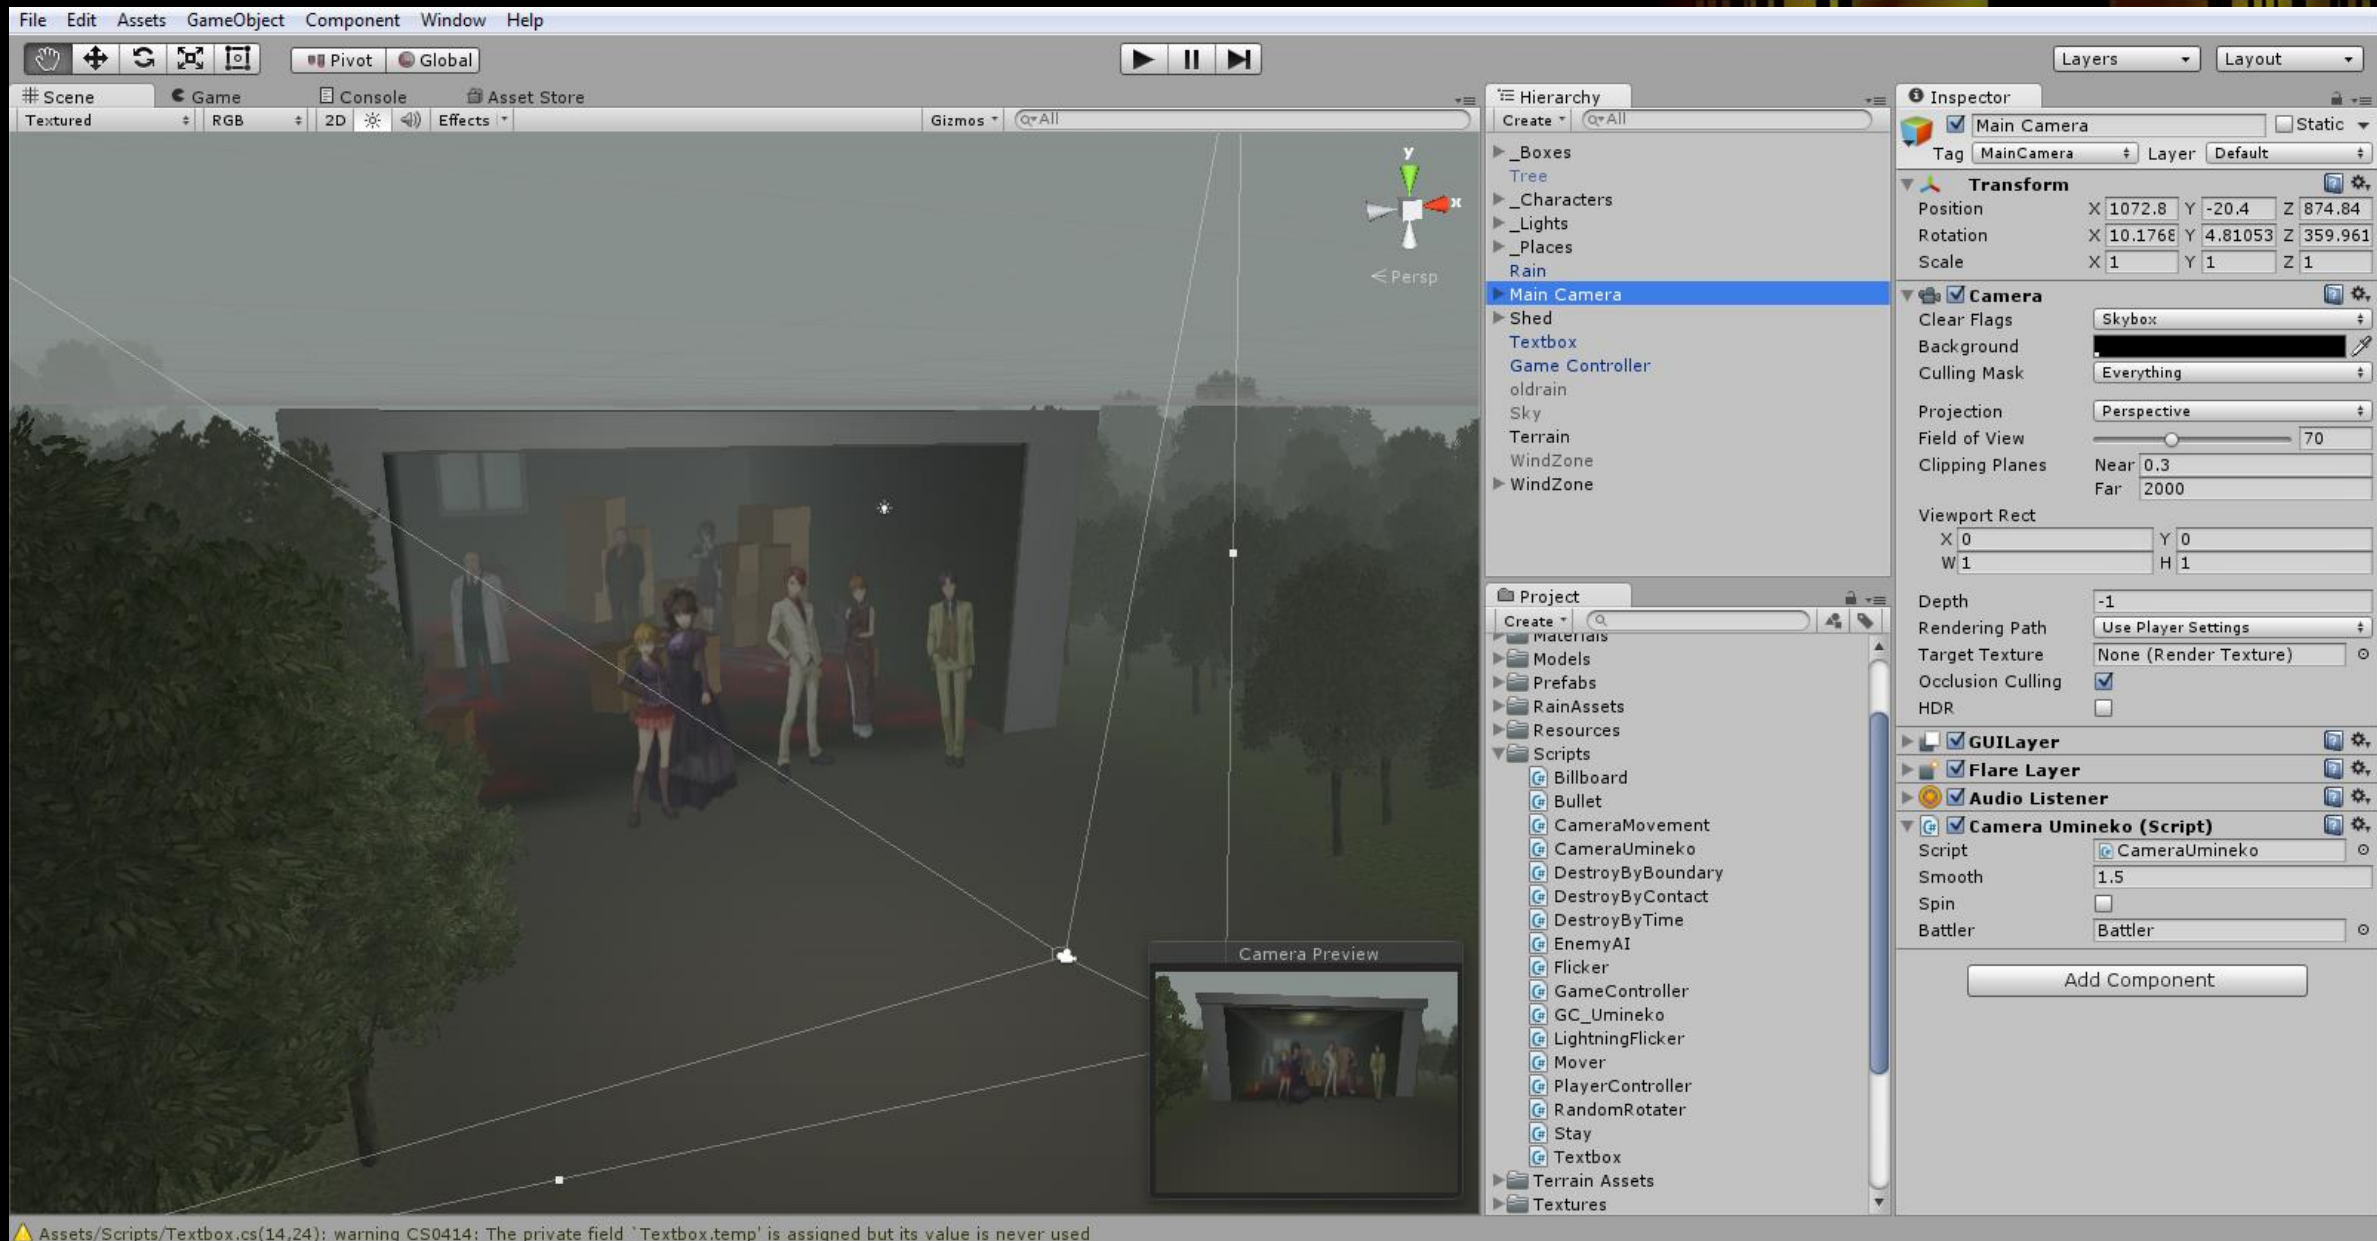 File Edit Assets GameObject Component Window Help
Pivot Global Layers Layout
Scene Game Console Asset Store
Textured RGB 2D Effects Gizmos All
y
x
Persp
Camera Preview
Hierarchy
Create All
_Boxes
Tree
_Characters
_Lights
_Places
Rain
Main Camera
Shed
Textbox
Game Controller
oldrain
Sky
Terrain
WindZone
WindZone
Project
Create
Materials
Models
Prefabs
RainAssets
Resources
Scripts
Billboard
Bullet
CameraMovement
CameraUmineko
DestroyByBoundary
DestroyByContact
DestroyByTime
EnemyAI
Flicker
GameController
GC_Umineko
LightningFlicker
Mover
PlayerController
RandomRotater
Stay
Textbox
Terrain Assets
Textures
Inspector
Main Camera Static
Tag MainCamera Layer Default
Transform
Position X 1072.8 Y -20.4 Z 874.84
Rotation X 10.1768 Y 4.81053 Z 359.961
Scale X 1 Y 1 Z 1
Camera
Clear Flags Skybox
Background
Culling Mask Everything
Projection Perspective
Field of View 70
Clipping Planes Near 0.3
Far 2000
Viewport Rect
X 0 Y 0
W 1 H 1
Depth -1
Rendering Path Use Player Settings
Target Texture None (Render Texture)
Occlusion Culling
HDR
GUILayer
Flare Layer
Audio Listener
Camera Umineko (Script)
Script CameraUmineko
Smooth 1.5
Spin
Battler Battler
Add Component
Assets/Scripts/Textbox.cs(14,24): warning CS0414: The private field `Textbox.temp' is assigned but its value is never used